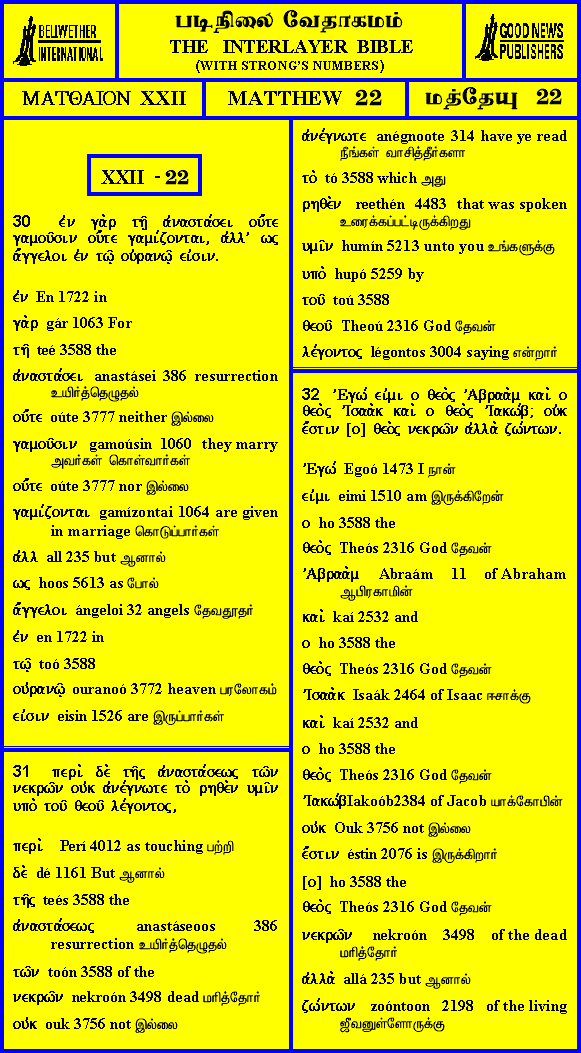 BELLWETHER
INTERNATIONAL
படிநிலை வேதாகமம்
THE INTERLAYER BIBLE
(WITH STRONG'S NUMBERS)
GOOD NEWS
PUBLISHERS
ΜΑΤΘΑΙΟΝ XXII
MATTHEW 22
மத்தேயு 22
XXII - 22
30 ἐν γὰρ τῇ ἀναστάσει οὔτε
γαμοῦσιν οὔτε γαμίζονται, ἀλλ' ως
ἄγγελοι ἐν τῷ οὐρανῷ εἰσιν.
ἐν En 1722 in
γὰρ gár 1063 For
τῇ teé 3588 the
ἀναστάσει anastásei 386 resurrection
உயிர்த்தெழுதல்
οὔτε oúte 3777 neither இல்லை
γαμοῦσιν gamoúsin 1060 they marry
அவர்கள் கொள்வார்கள்
οὔτε oúte 3777 nor இல்லை
γαμίζονται gamízontai 1064 are given
in marriage கொடுப்பார்கள்
ἀλλ all 235 but ஆனால்
ως hoos 5613 as போல்
ἄγγελοι ángeloi 32 angels தேவதூதர்
ἐν en 1722 in
τῷ toó 3588
οὐρανῷ ouranoó 3772 heaven பரலோகம்
εἰσιν eisin 1526 are இருப்பார்கள்
31 περὶ δὲ τῆς ἀναστάσεως τῶν
νεκρῶν οὐκ ἀνέγνωτε τὸ ρηθὲν υμῖν
υπὸ τοῦ θεοῦ λέγοντος,
περὶ Perí 4012 as touching பற்றி
δὲ dé 1161 But ஆனால்
τῆς teés 3588 the
ἀναστάσεως anastáseoos 386
resurrection உயிர்த்தெழுதல்
τῶν toón 3588 of the
νεκρῶν nekroón 3498 dead மரித்தோர்
οὐκ ouk 3756 not இல்லை
ἀνέγνωτε anégnoote 314 have ye read
நீங்கள் வாசித்தீர்களா
τὸ tó 3588 which அது
ρηθὲν reethén 4483 that was spoken
உரைக்கப்பட்டிருக்கிறது
υμῖν humín 5213 unto you உங்களுக்கு
υπὸ hupó 5259 by
τοῦ toú 3588
θεοῦ Theoú 2316 God தேவன்
λέγοντος légontos 3004 saying என்றார்
32 Ἐγώ εἰμι ο θεὸς Ἀβραὰμ καὶ ο
θεὸς Ἰσαὰκ καὶ ο θεὸς Ἰακώβ; οὐκ
ἔστιν [ο] θεὸς νεκρῶν ἀλλὰ ζώντων.
Ἐγώ Egoó 1473 I நான்
εἰμι eimi 1510 am இருக்கிறேன்
ο ho 3588 the
θεὸς Theós 2316 God தேவன்
Ἀβραὰμ Abraám 11 of Abraham
ஆபிரகாமின்
καὶ kaí 2532 and
ο ho 3588 the
θεὸς Theós 2316 God தேவன்
Ἰσαὰκ Isaák 2464 of Isaac ஈசாக்கு
καὶ kaí 2532 and
ο ho 3588 the
θεὸς Theós 2316 God தேவன்
ἸακώβIakoób2384 of Jacob யாக்கோபின்
οὐκ Ouk 3756 not இல்லை
ἔστιν éstin 2076 is இருக்கிறார்
[ο] ho 3588 the
θεὸς Theós 2316 God தேவன்
νεκρῶν nekroón 3498 of the dead
மரித்தோர்
ἀλλὰ allá 235 but ஆனால்
ζώντων zoóntoon 2198 of the living
ஜீவனுள்ளோருக்கு